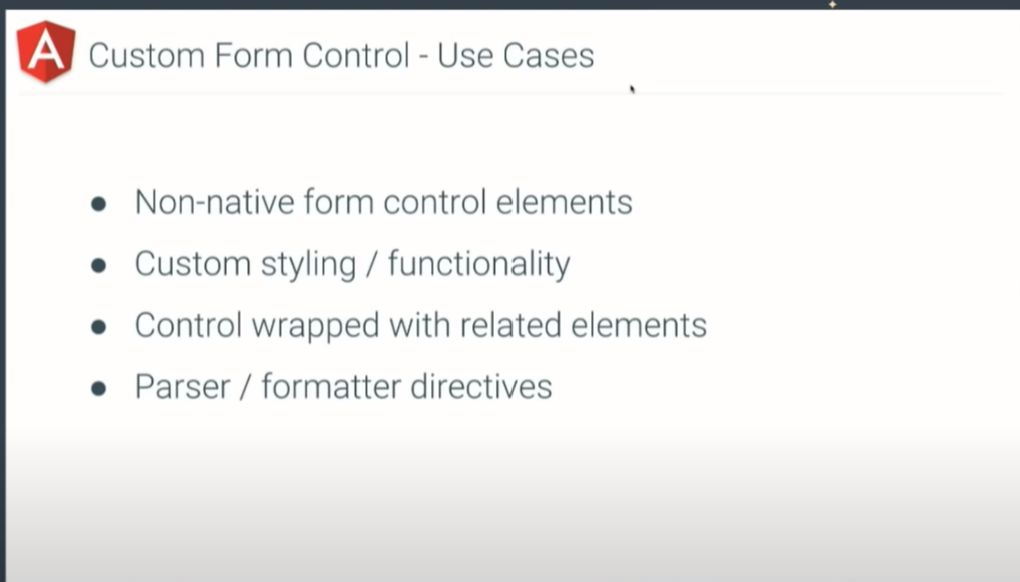 Custom Form Control - Use Cases
● Non-native form control elements
● Custom styling / functionality
● Control wrapped with related elements
● Parser / formatter directives